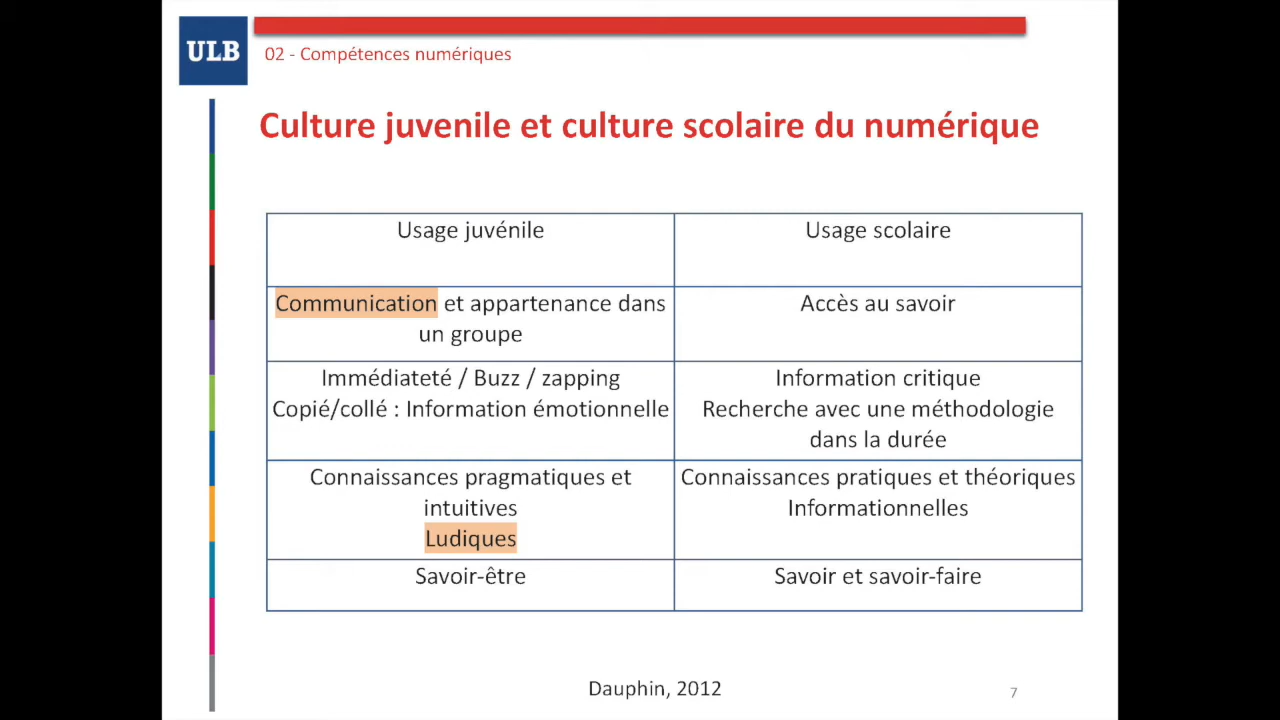 ULB
02 - Compétences numériques
Culture juvenile et culture scolaire du numérique
Usage juvénile
Usage scolaire
Communication et appartenance dans
un groupe
Accès au savoir
Immédiateté / Buzz / zapping
Copié/collé : Information émotionnelle
Information critique
Recherche avec une méthodologie
dans la durée
Connaissances pragmatiques et
intuitives
Ludiques
Connaissances pratiques et théoriques
Informationnelles
Savoir-être
Savoir et savoir-faire
Dauphin, 2012
7